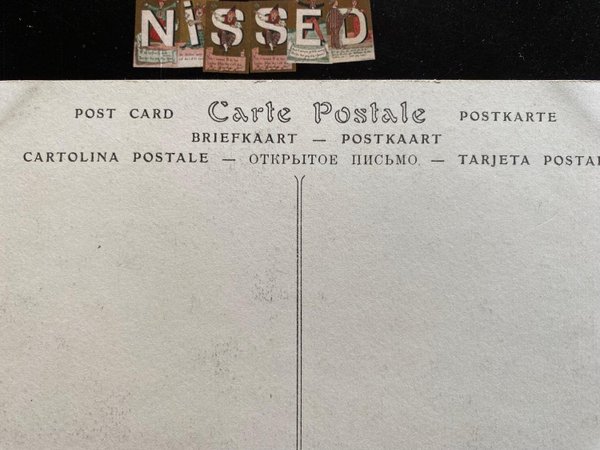 NiSSED
POST CARD Carte Postale POSTKARTE
BRIEFKAART — POSTKAART
CARTOLINA POSTALE — ОТКРЫТОЕ ПИСЬМО — TARJETA POSTAL